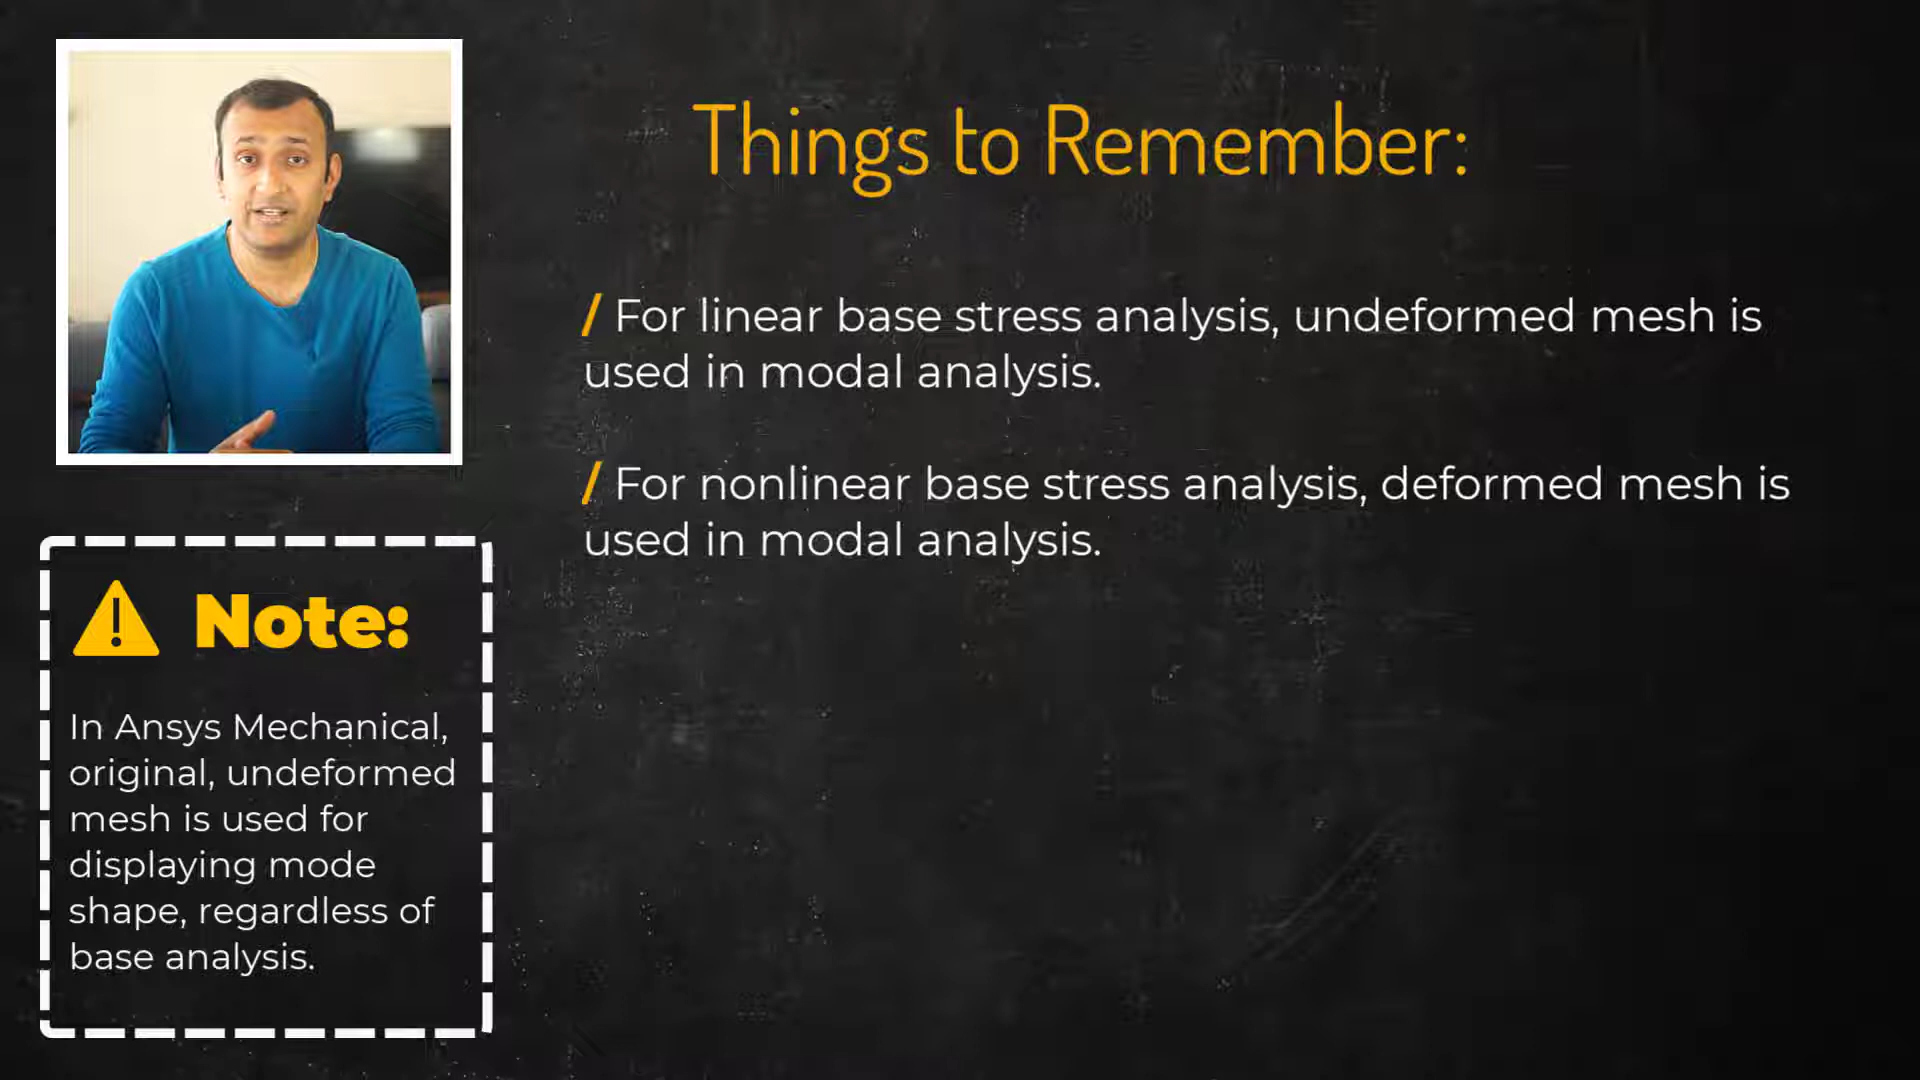 Things to Remember:
/ For linear base stress analysis, undeformed mesh is
used in modal analysis.
/ For nonlinear base stress analysis, deformed mesh is
used in modal analysis.
Note:
In Ansys Mechanical,
original, undeformed
mesh is used for
displaying mode
shape, regardless of
base analysis.